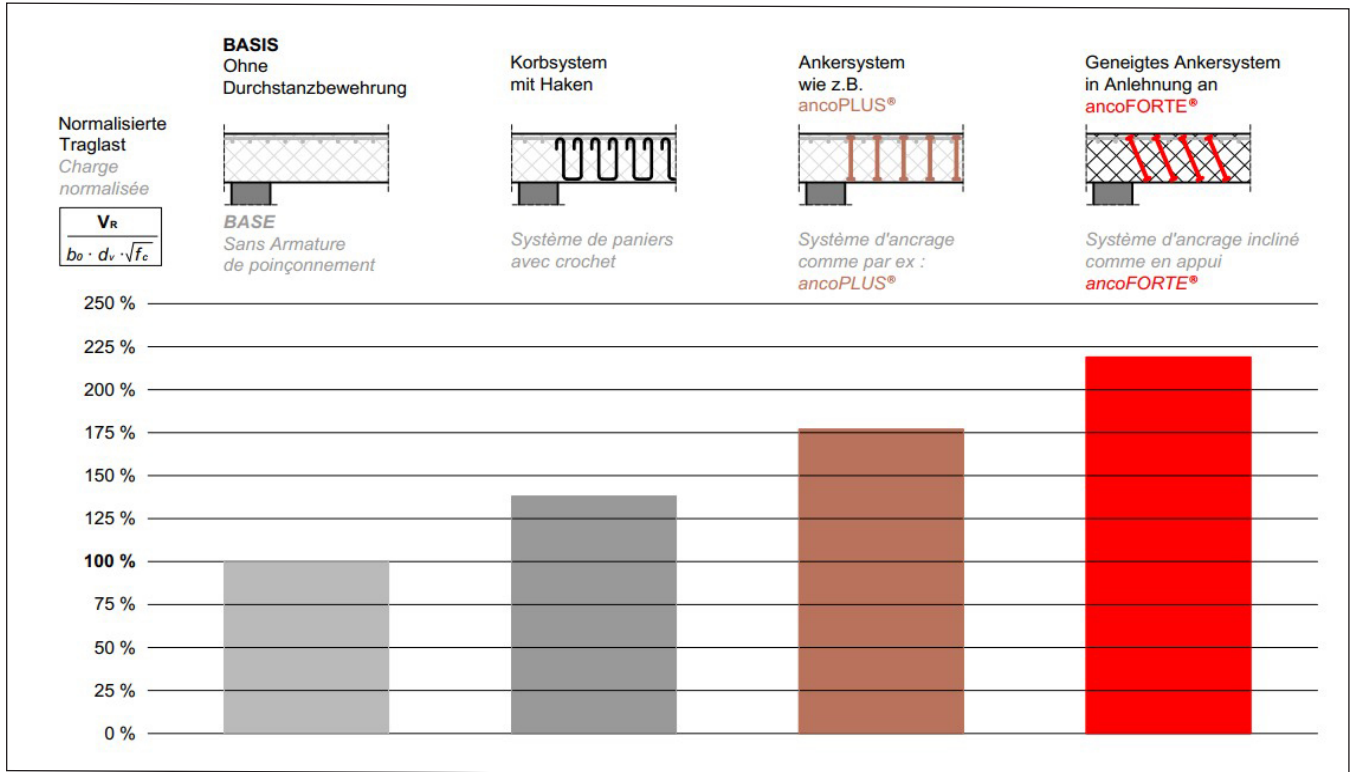 BASIS
Ohne
Durchstanzbewehrung
Korbsystem
mit Haken
Ankersystem
wie z.B.
ancoPLUS®
Geneigtes Ankersystem
in Anlehnung an
ancoFORTE®
Normalisierte
Traglast
Charge
normalisée
VR
b0 · dv · √fc
BASE
Sans Armature
de poinçonnement
Système de paniers
avec crochet
Système d'ancrage
comme par ex :
ancoPLUS®
Système d'ancrage incliné
comme en appui
ancoFORTE®
250 %
225 %
200 %
175 %
150 %
125 %
100 %
75 %
50 %
25 %
0 %